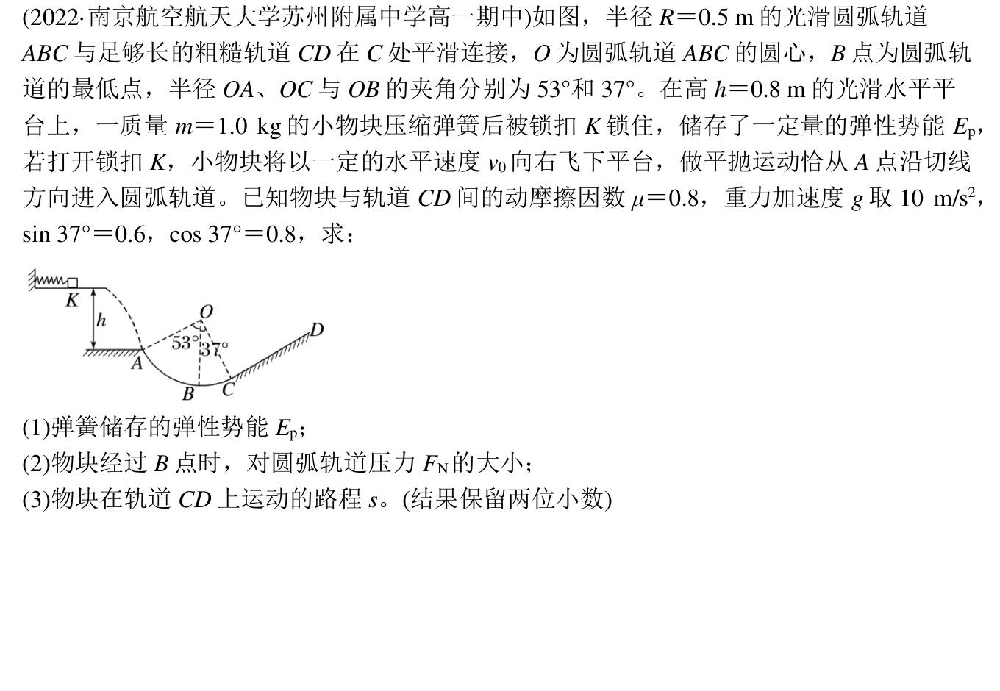 (2022·南京航空航天大学苏州附属中学高一期中)如图，半径 R＝0.5 m 的光滑圆弧轨道
ABC 与足够长的粗糙轨道 CD 在 C 处平滑连接，O 为圆弧轨道 ABC 的圆心，B 点为圆弧轨
道的最低点，半径 OA、OC 与 OB 的夹角分别为 53°和 37°。在高 h＝0.8 m 的光滑水平平
台上，一质量 m＝1.0 kg 的小物块压缩弹簧后被锁扣 K 锁住，储存了一定量的弹性势能 Ep，
若打开锁扣 K，小物块将以一定的水平速度 v0 向右飞下平台，做平抛运动恰从 A 点沿切线
方向进入圆弧轨道。已知物块与轨道 CD 间的动摩擦因数 μ＝0.8，重力加速度 g 取 10 m/s²，
sin 37°＝0.6，cos 37°＝0.8，求：
K
h
O
53°
37°
D
A
B
C
(1)弹簧储存的弹性势能 Ep；
(2)物块经过 B 点时，对圆弧轨道压力 FN 的大小；
(3)物块在轨道 CD 上运动的路程 s。(结果保留两位小数)